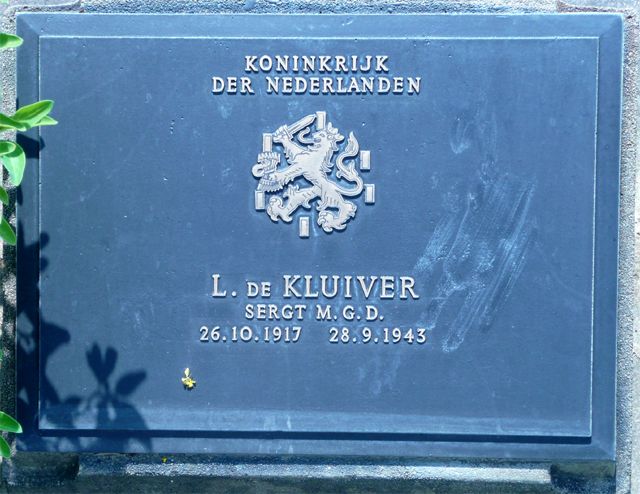 KONINKRIJK
DER NEDERLANDEN
L. DE KLUIVER
SERGT M.G.D.
26.10.1917 28.9.1943